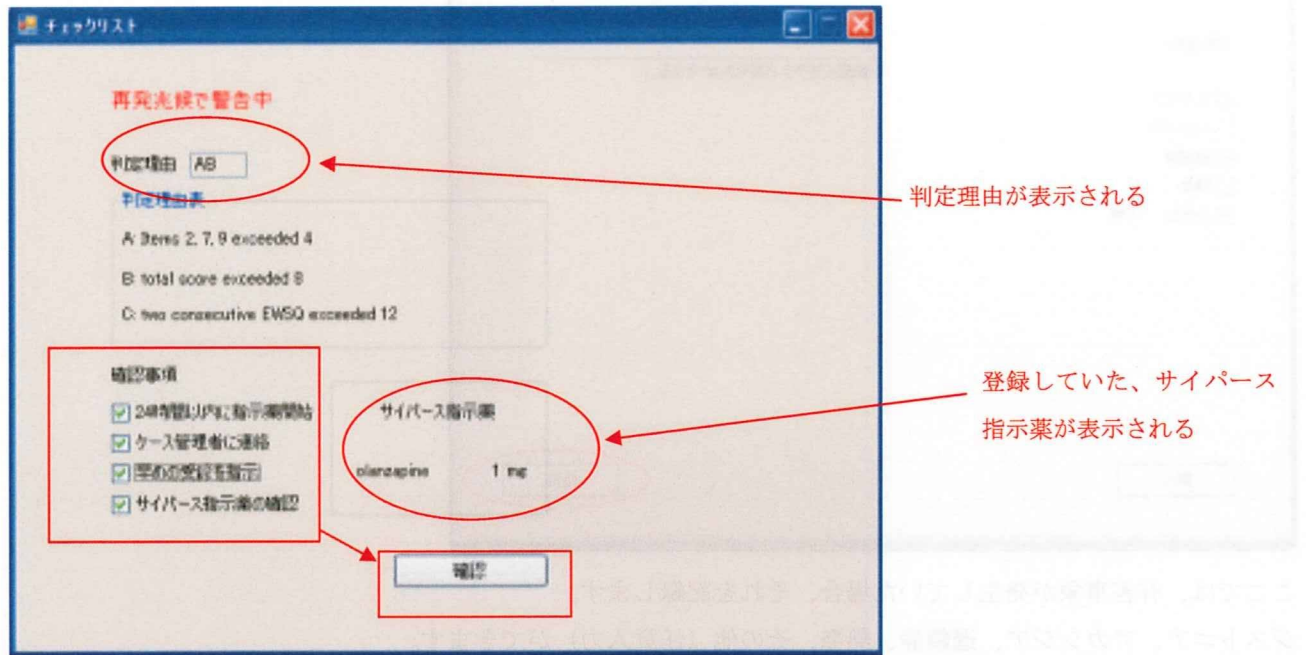 チェックリスト
再発兆候で警告中
判定理由 AB
判定理由が表示される
判定理由表
A: Items 2, 7, 9 exceeded 4
B: total score exceeded 8
C: two consecutive EWSQ exceeded 12
確認事項
24時間以内に指示薬開始
ケース管理者に連絡
早めの受診を指示
サイパース指示薬の確認
サイパース指示薬
olanzapine 1 mg
登録していた、サイパース
指示薬が表示される
確認